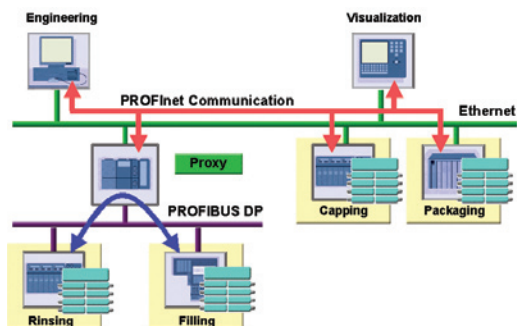 Engineering
Visualization
PROFInet Communication
Ethernet
Proxy
Capping
Packaging
PROFIBUS DP
Rinsing
Filling